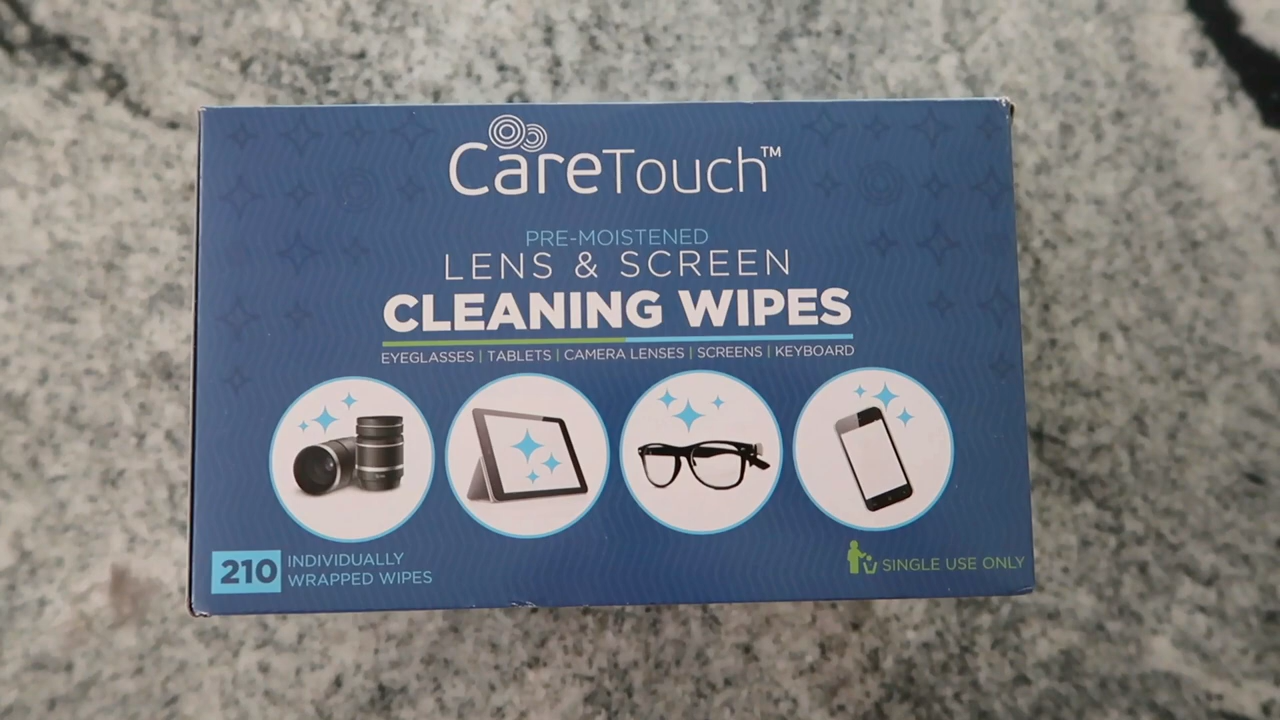 CareTouch™
PRE-MOISTENED
LENS & SCREEN
CLEANING WIPES
EYEGLASSES | TABLETS | CAMERA LENSES | SCREENS | KEYBOARD
210 INDIVIDUALLY
WRAPPED WIPES
SINGLE USE ONLY